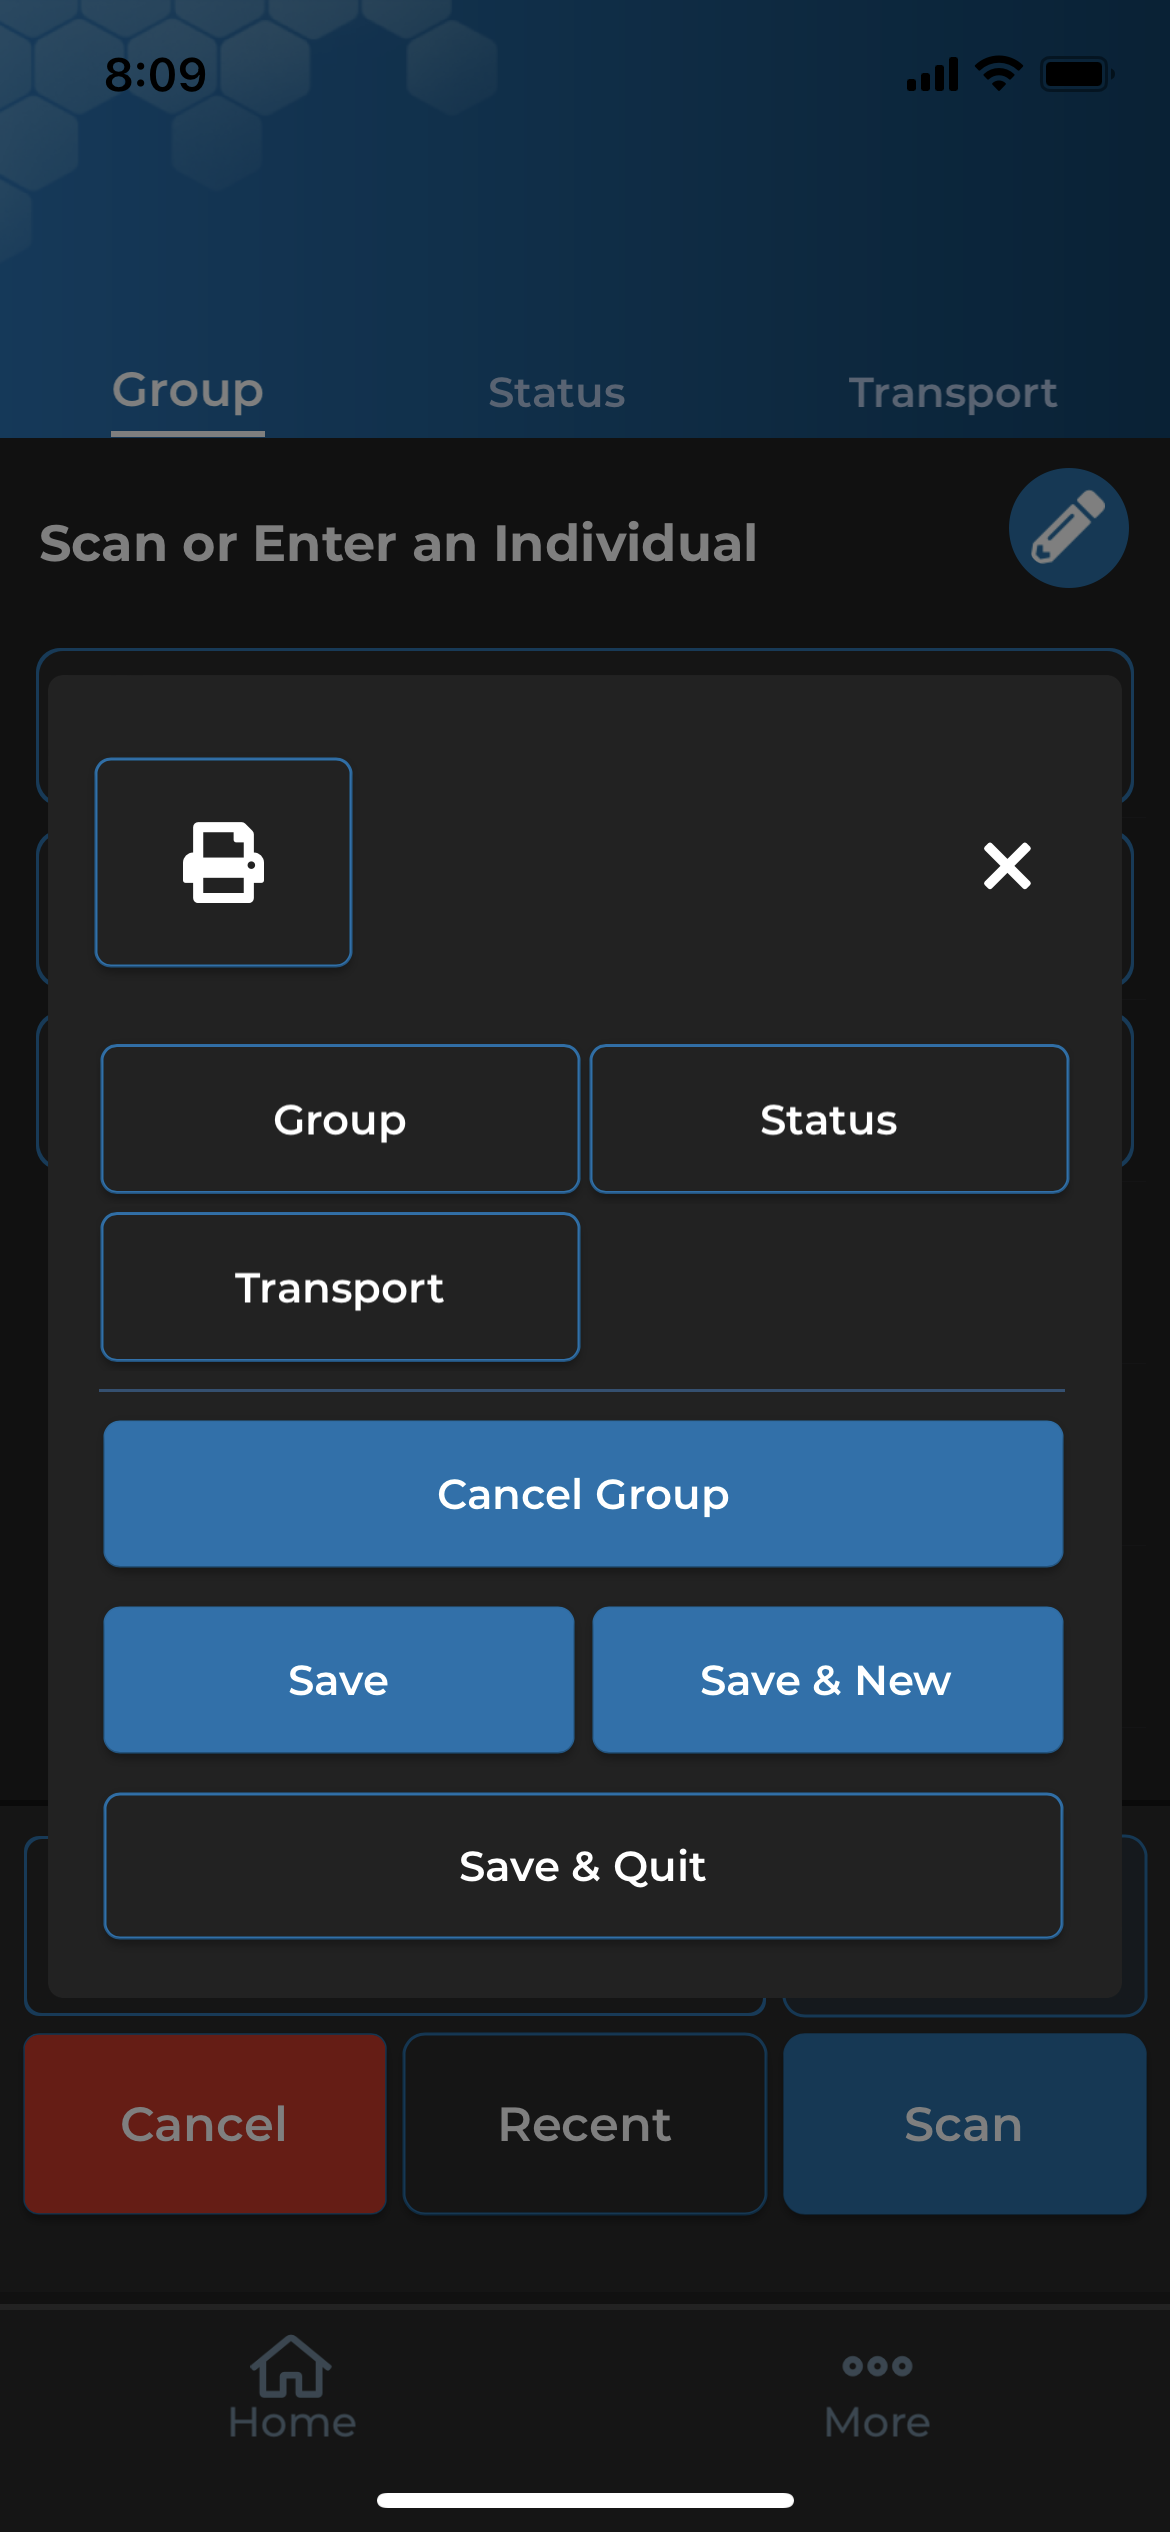 8:09
Group Status Transport
Scan or Enter an Individual
Group Status
Transport
Cancel Group
Save Save & New
Save & Quit
Cancel Recent Scan
Home More